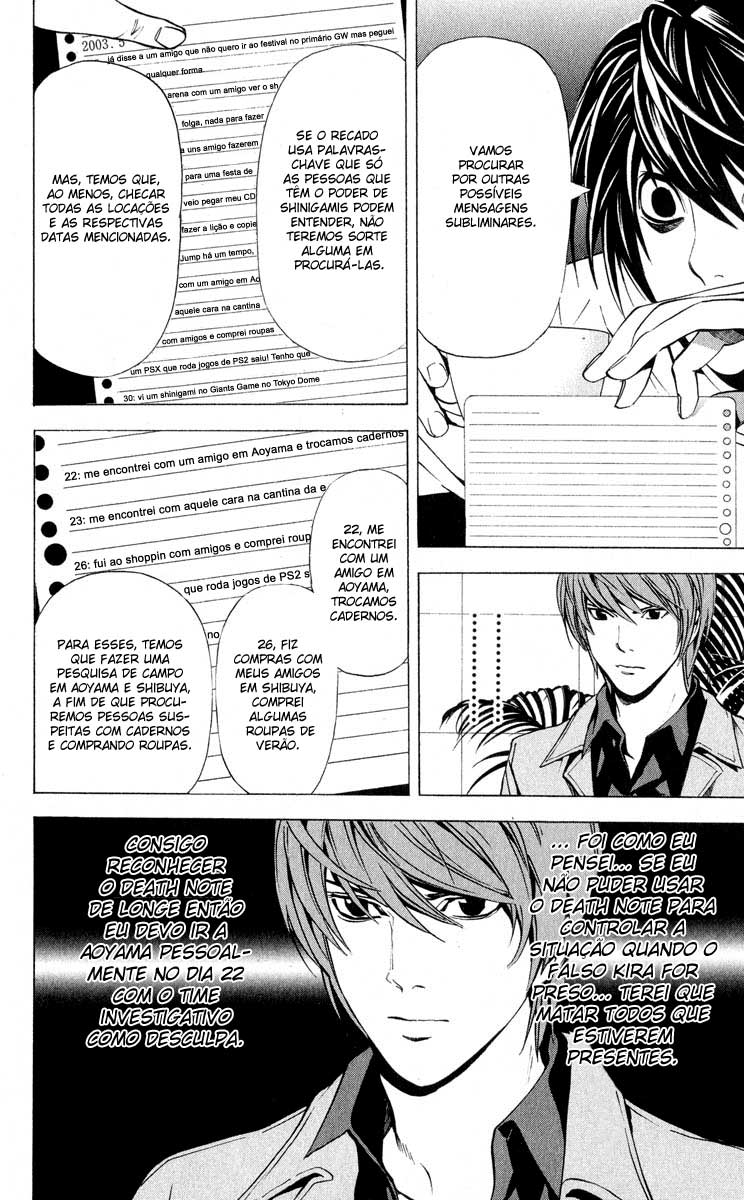 VAMOS
PROCURAR
POR OUTRAS
POSSÍVEIS
MENSAGENS
SUBLIMINARES.
2003. 5
já disse a um amigo que não quero ir ao festival no primário GW mas peguei
qualquer forma
arena com um amigo ver o sh
folga, nada para fazer
a uns amigo fazerem
para uma festa de
veio pegar meu CD
fazer a lição e copie
Jump há um tempo,
com um amigo em Ao
aquele cara na cantina
com amigos e comprei roupas
um PSX que roda jogos de PS2 saiu! Tenho que
30: vi um shinigami no Giants Game no Tokyo Dome
SE O RECADO
USA PALAVRAS-
CHAVE QUE SÓ
AS PESSOAS QUE
TÊM O PODER DE
SHINIGAMIS PODEM
ENTENDER, NÃO
TEREMOS SORTE
ALGUMA EM
PROCURÁ-LAS.
MAS, TEMOS QUE,
AO MENOS, CHECAR
TODAS AS LOCAÇÕES
E AS RESPECTIVAS
DATAS MENCIONADAS.
22: me encontrei com um amigo em Aoyama e trocamos cadernos
23: me encontrei com aquele cara na cantina da e
26: fui ao shoppin com amigos e comprei roup
que roda jogos de PS2 s
no
22, ME
ENCONTREI
COM UM
AMIGO EM
AOYAMA,
TROCAMOS
CADERNOS.
26, FIZ
COMPRAS COM
MEUS AMIGOS
EM SHIBUYA,
COMPREI
ALGUMAS
ROUPAS DE
VERÃO.
PARA ESSES, TEMOS
QUE FAZER UMA
PESQUISA DE CAMPO
EM AOYAMA E SHIBUYA,
A FIM DE QUE PROCU-
REMOS PESSOAS SUS-
PEITAS COM CADERNOS
E COMPRANDO ROUPAS.
... FOI COMO EU
PENSEI... SE EU
NÃO PUDER USAR
O DEATH NOTE PARA
CONTROLAR A
SITUAÇÃO QUANDO O
FALSO KIRA FOR
PRESO... TEREI QUE
MATAR TODOS QUE
ESTIVEREM
PRESENTES.
CONSIGO
RECONHECER
O DEATH NOTE
DE LONGE ENTÃO
EU DEVO IR A
AOYAMA PESSOAL-
MENTE NO DIA 22
COM O TIME
INVESTIGATIVO
COMO DESCULPA.